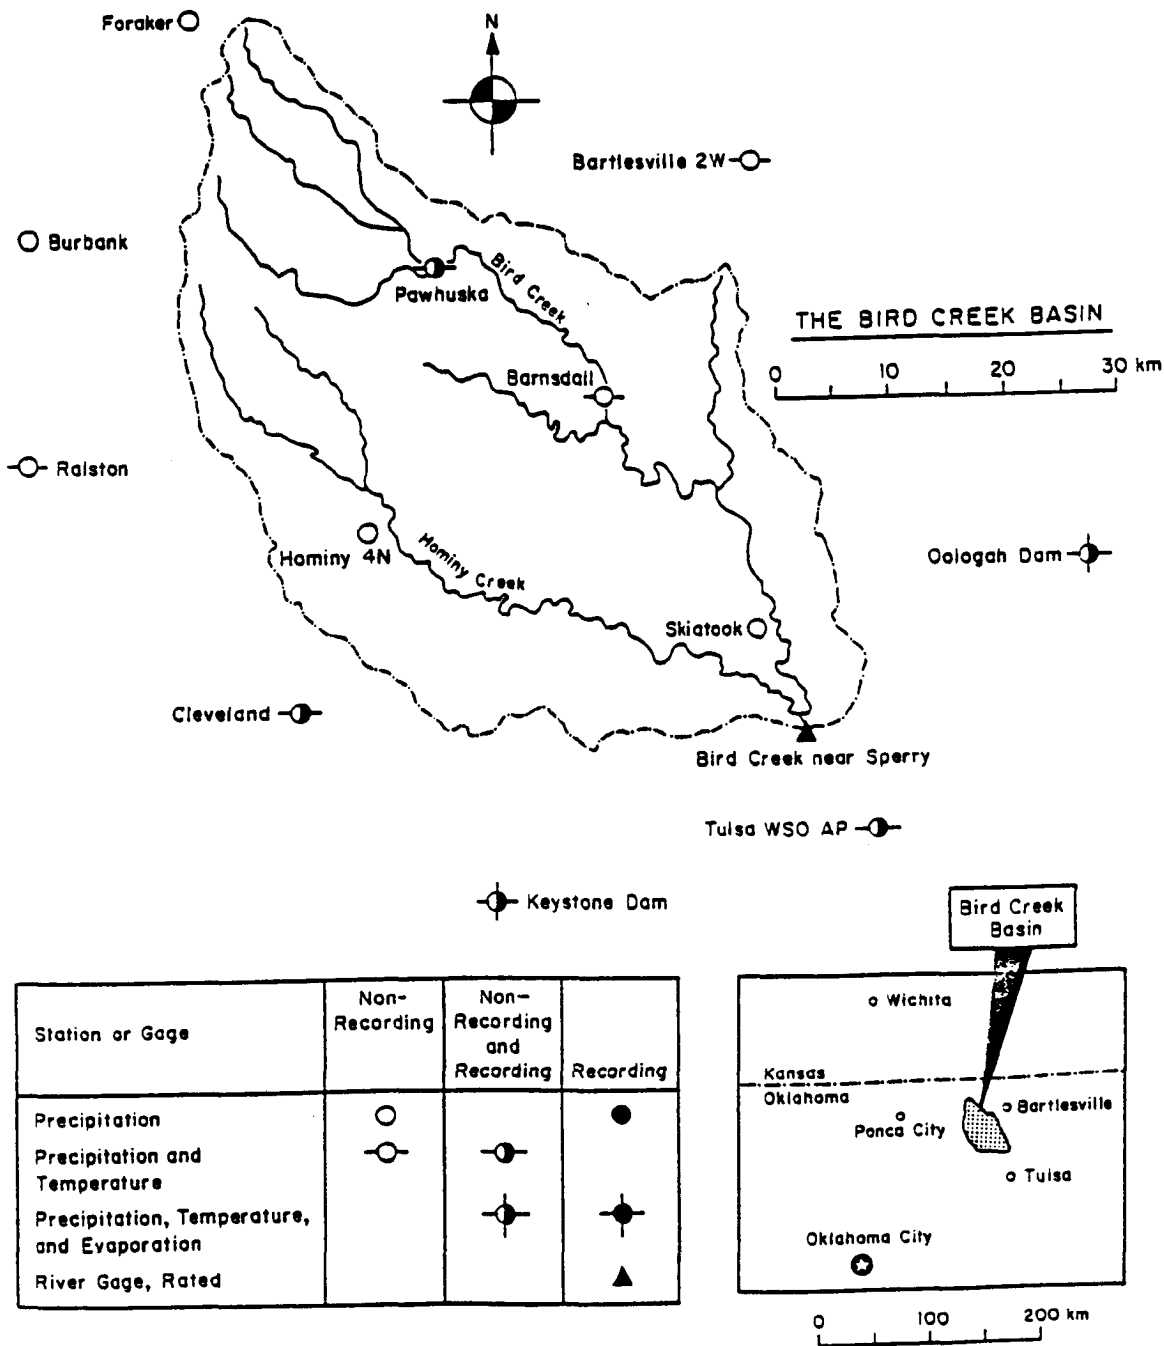 Foraker
N
Bartlesville 2W
Burbank
Bird Creek
Pawhuska
THE BIRD CREEK BASIN
0 10 20 30 km
Barnsdall
Ralston
Hominy 4N
Hominy Creek
Oologah Dam
Skiatook
Cleveland
Bird Creek near Sperry
Tulsa WSO AP
Keystone Dam
Station or Gage
Non-
Recording
Non-
Recording
and
Recording
Recording
Precipitation
Precipitation and
Temperature
Precipitation, Temperature,
and Evaporation
River Gage, Rated
Bird Creek
Basin
Wichita
Kansas
Oklahoma
Bartlesville
Ponca City
Tulsa
Oklahoma City
0 100 200 km